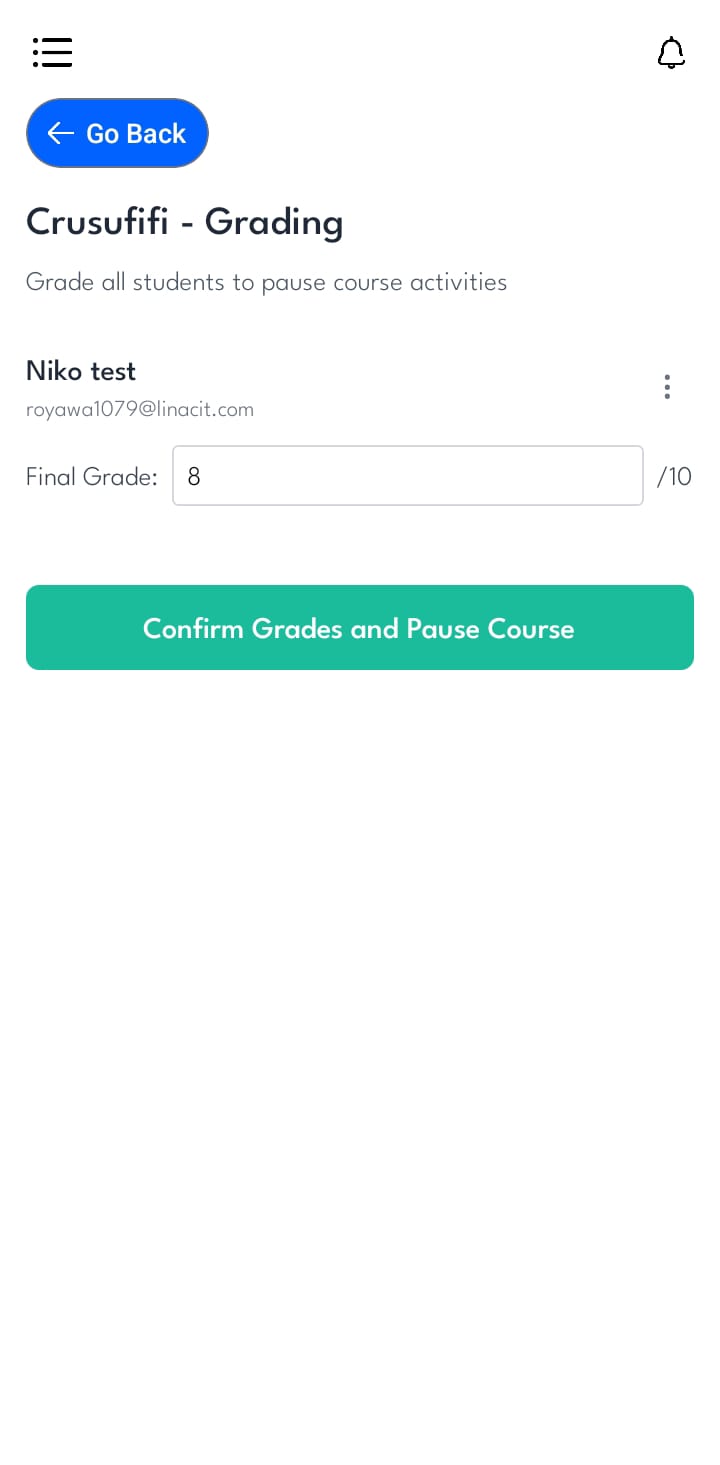 Go Back
Crusufifi - Grading
Grade all students to pause course activities
Niko test
royawa1079@linacit.com
Final Grade: 8 /10
Confirm Grades and Pause Course